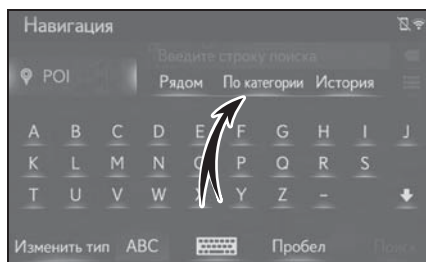 Навигация
Введите строку поиска
POI
Рядом По категории История
A B C D E F G H I J
K L M N O P Q R S
T U V W X Y Z -
Изменить тип ABC Пробел Поиск